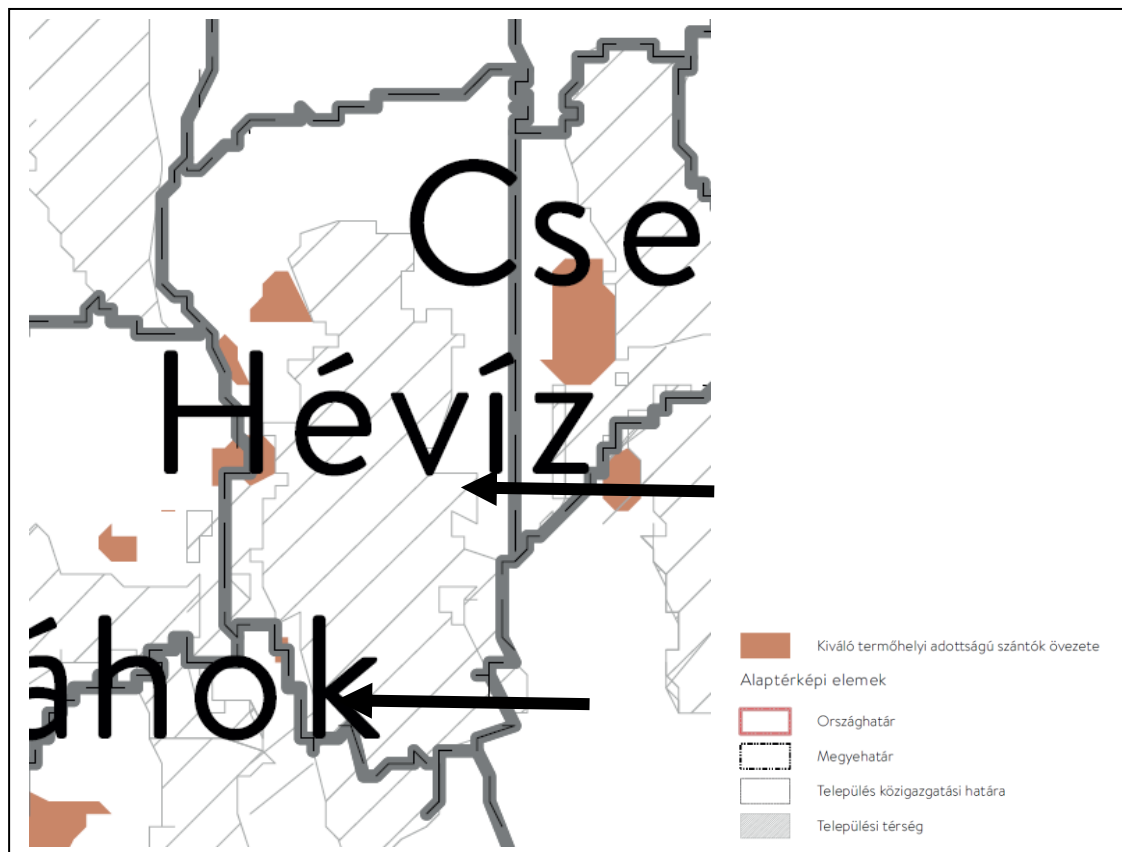 Cse
Hévíz
áhok
Kiváló termőhelyi adottságú szántók övezete
Alaptérképi elemek
Országhatár
Megyehatár
Település közigazgatási határa
Települési térség